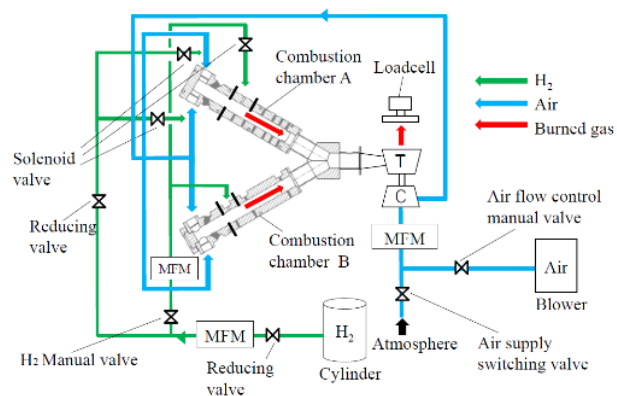 Combustion
chamber A
Loadcell
H2
Air
Burned gas
Solenoid
valve
T
C
Reducing
valve
Air flow control
manual valve
MFM
Combustion
chamber B
MFM
Air
Blower
H2 Manual valve
MFM
Reducing
valve
H2
Cylinder
Atmosphere
Air supply
switching valve